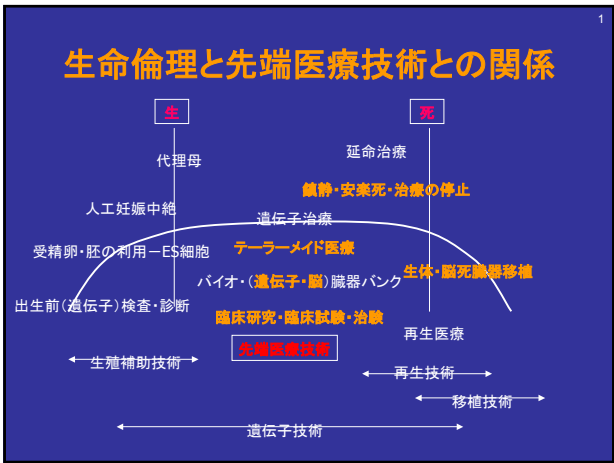 1
生命倫理と先端医療技術との関係
生
死
代理母
延命治療
鎮静・安楽死・治療の停止
人工妊娠中絶
遺伝子治療
受精卵・胚の利用－ES細胞
テーラーメイド医療
バイオ・(遺伝子・脳)臓器バンク
生体・脳死臓器移植
出生前(遺伝子)検査・診断
臨床研究・臨床試験・治験
再生医療
先端医療技術
生殖補助技術
再生技術
移植技術
遺伝子技術